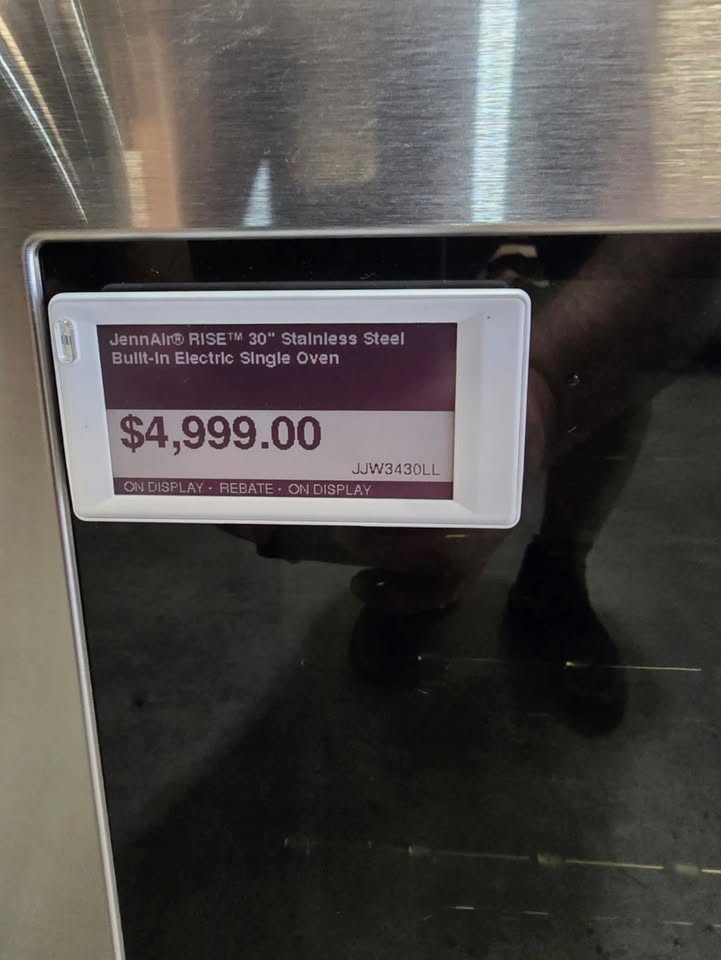 JennAir® RISE™ 30" Stainless Steel
Built-In Electric Single Oven
$4,999.00
JJW3430LL
ON DISPLAY · REBATE · ON DISPLAY